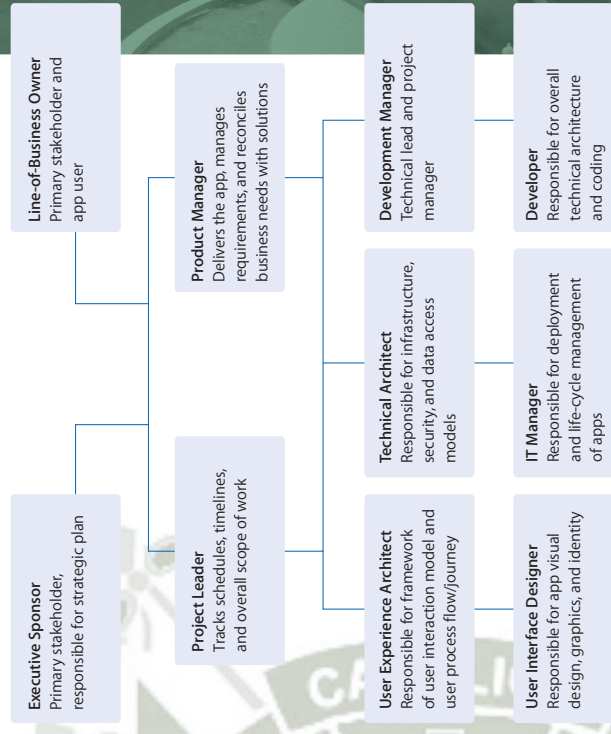 Executive Sponsor
Primary stakeholder,
responsible for strategic plan
Line-of-Business Owner
Primary stakeholder and
app user
Project Leader
Tracks schedules, timelines,
and overall scope of work
Product Manager
Delivers the app, manages
requirements, and reconciles
business needs with solutions
User Experience Architect
Responsible for framework
of user interaction model and
user process flow/journey
Technical Architect
Responsible for infrastructure,
security, and data access
models
Development Manager
Technical lead and project
manager
User Interface Designer
Responsible for app visual
design, graphics, and identity
IT Manager
Responsible for deployment
and life-cycle management
of apps
Developer
Responsible for overall
technical architecture
and coding